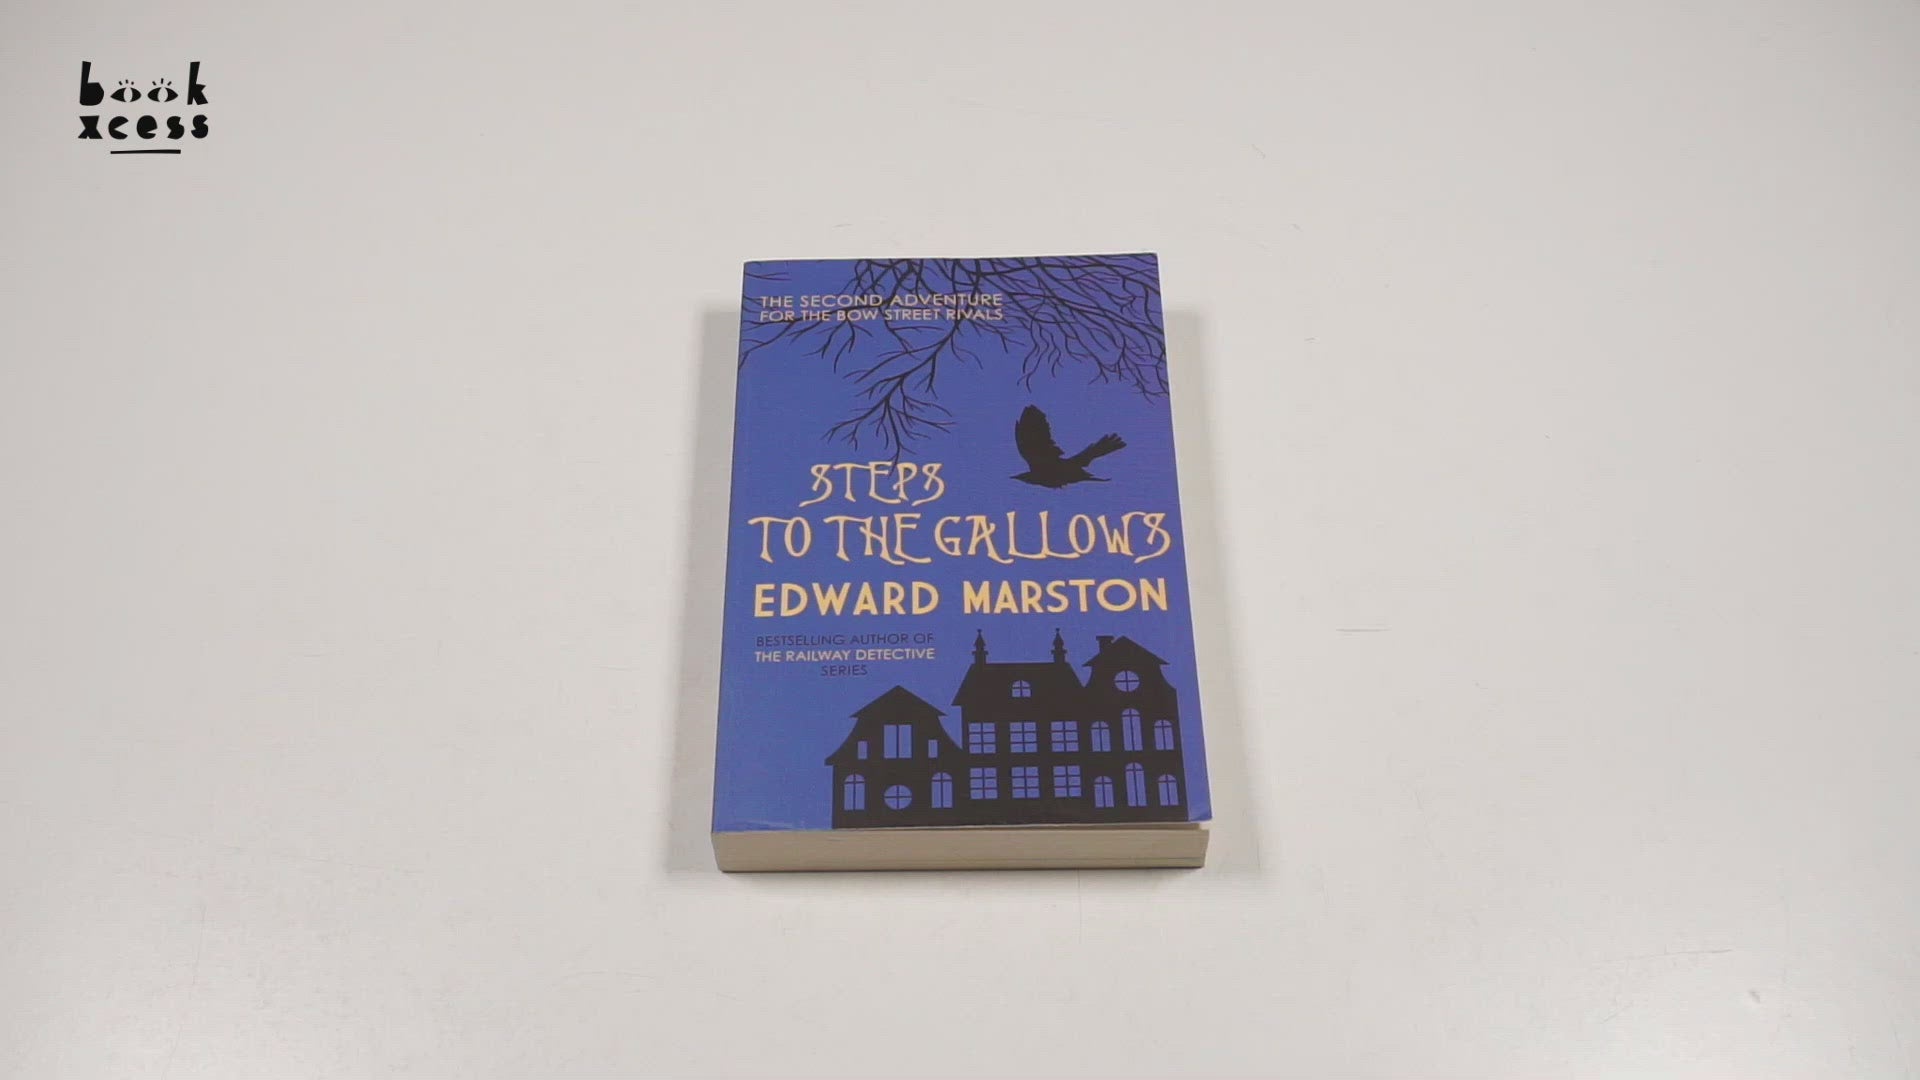 book
xcess
THE SECOND ADVENTURE
FOR THE BOW STREET RIVALS
STEPS
TO THE GALLOWS
EDWARD MARSTON
BESTSELLING AUTHOR OF
THE RAILWAY DETECTIVE
SERIES